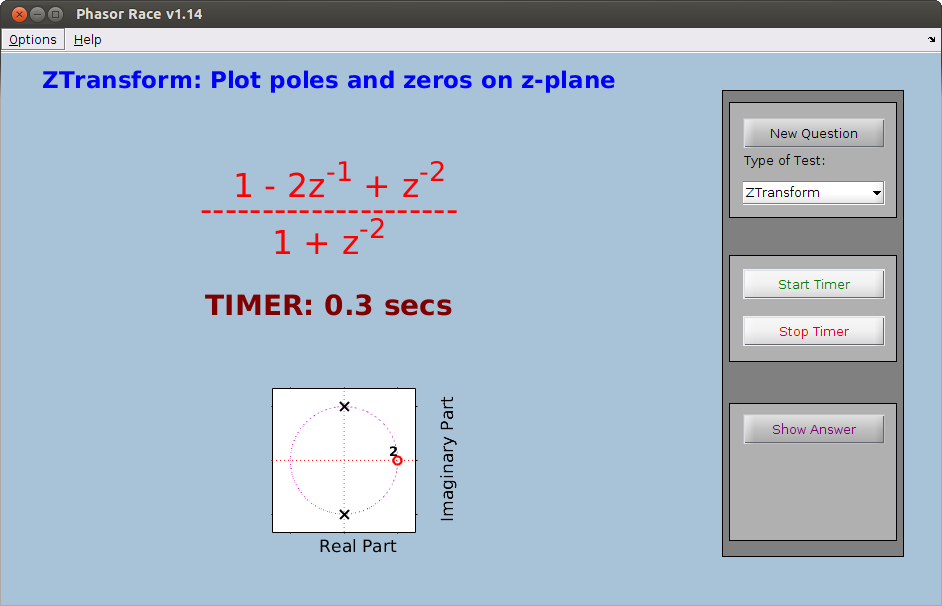 Phasor Race v1.14
Options Help
ZTransform: Plot poles and zeros on z-plane
1 - 2z^-1 + z^-2
---------------------
1 + z^-2
TIMER: 0.3 secs
2
Imaginary Part
Real Part
New Question
Type of Test:
ZTransform
Start Timer
Stop Timer
Show Answer